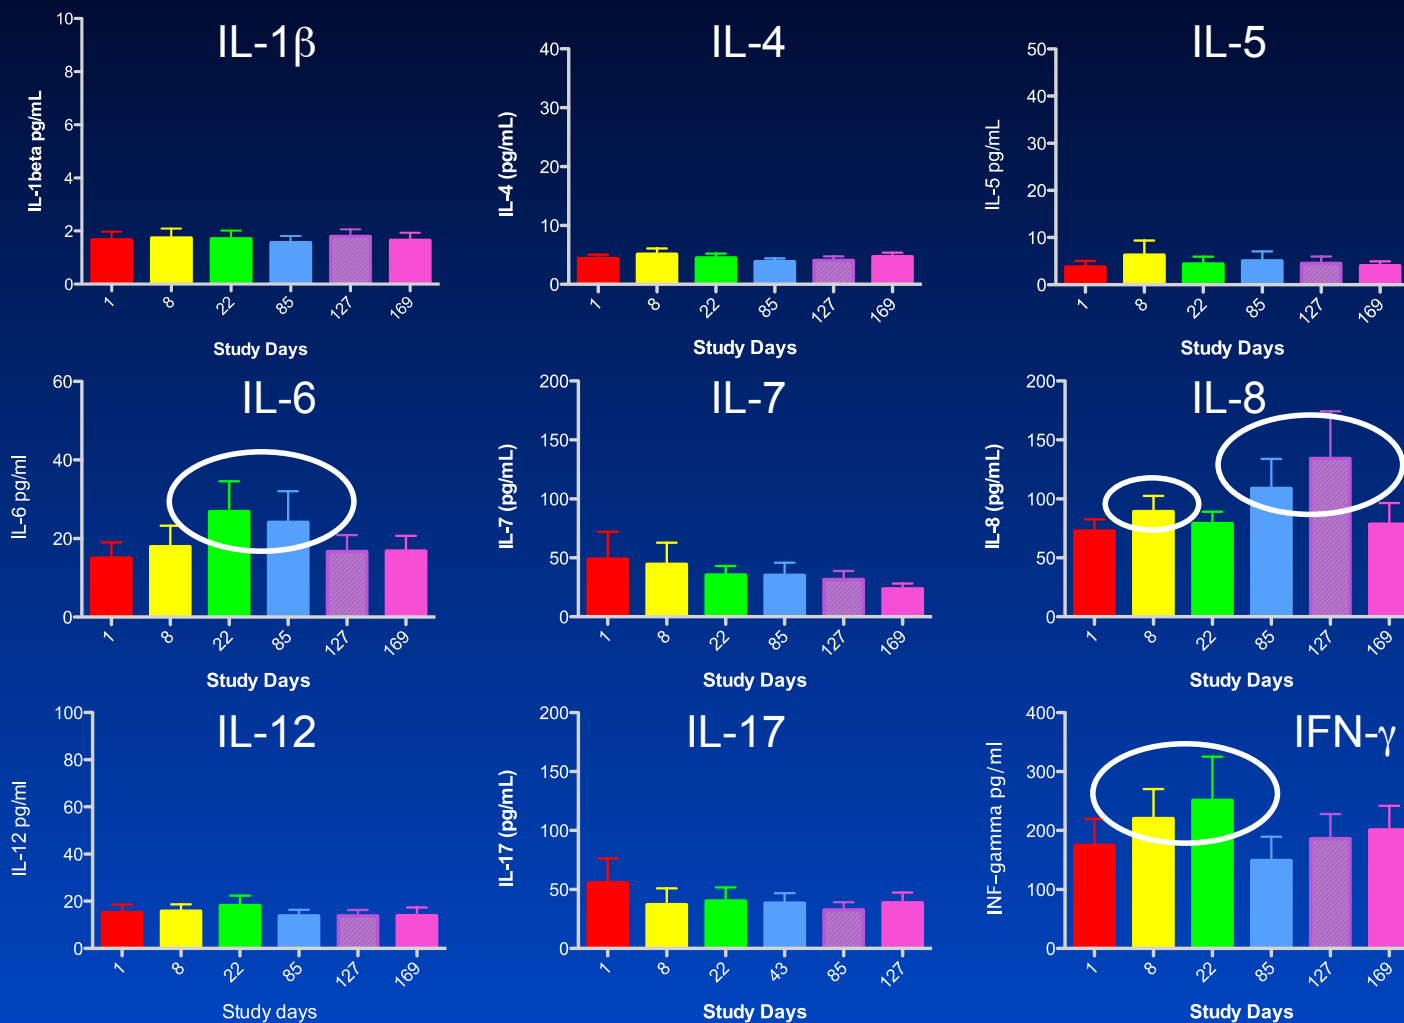 IL-1β
10
8
6
4
2
0
IL-1beta pg/mL
1 8 22 85 127 169
Study Days
IL-4
40
30
20
10
0
IL-4 (pg/mL)
1 8 22 85 127 169
Study Days
IL-5
50
40
30
20
10
0
IL-5 pg/mL
1 8 22 85 127 169
Study Days
IL-6
60
40
20
0
IL-6 pg/ml
1 8 22 85 127 169
Study Days
IL-7
200
150
100
50
0
IL-7 (pg/mL)
1 8 22 85 127 169
Study Days
IL-8
200
150
100
50
0
IL-8 (pg/mL)
1 8 22 85 127 169
Study Days
IL-12
100
80
60
40
20
0
IL-12 pg/ml
1 8 22 85 127 169
Study days
IL-17
200
150
100
50
0
IL-17 (pg/mL)
1 8 22 43 85 127
Study Days
IFN-γ
400
300
200
100
0
INF-gamma pg/ml
1 8 22 85 127 169
Study Days